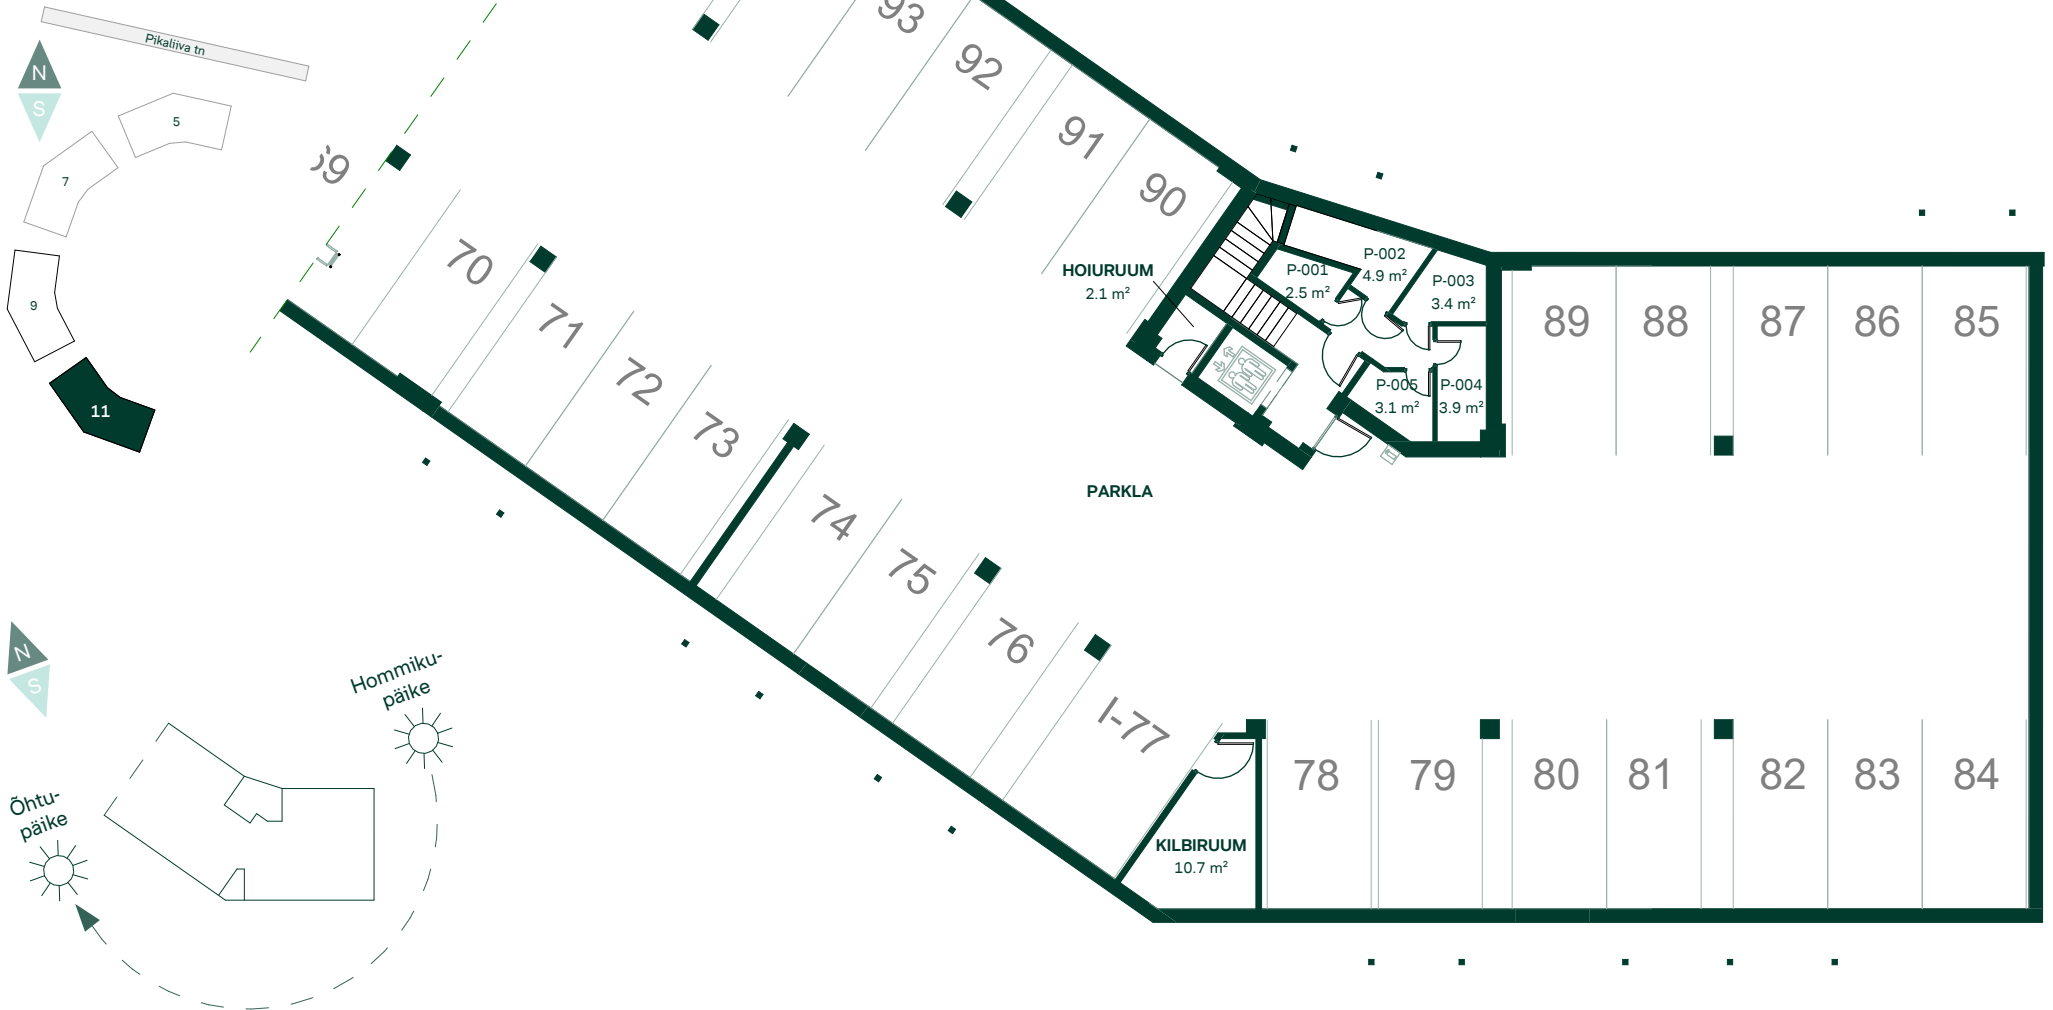 Pikaliiva tn
N
S
5
7
9
11
93
92
91
90
69
70
71
72
73
74
75
76
I-77
HOIURUUM
2.1 m²
P-001
2.5 m²
P-002
4.9 m²
P-003
3.4 m²
P-005
3.1 m²
P-004
3.9 m²
89
88
87
86
85
PARKLA
78
79
80
81
82
83
84
KILBIRUUM
10.7 m²
N
S
Hommiku-
päike
Õhtu-
päike